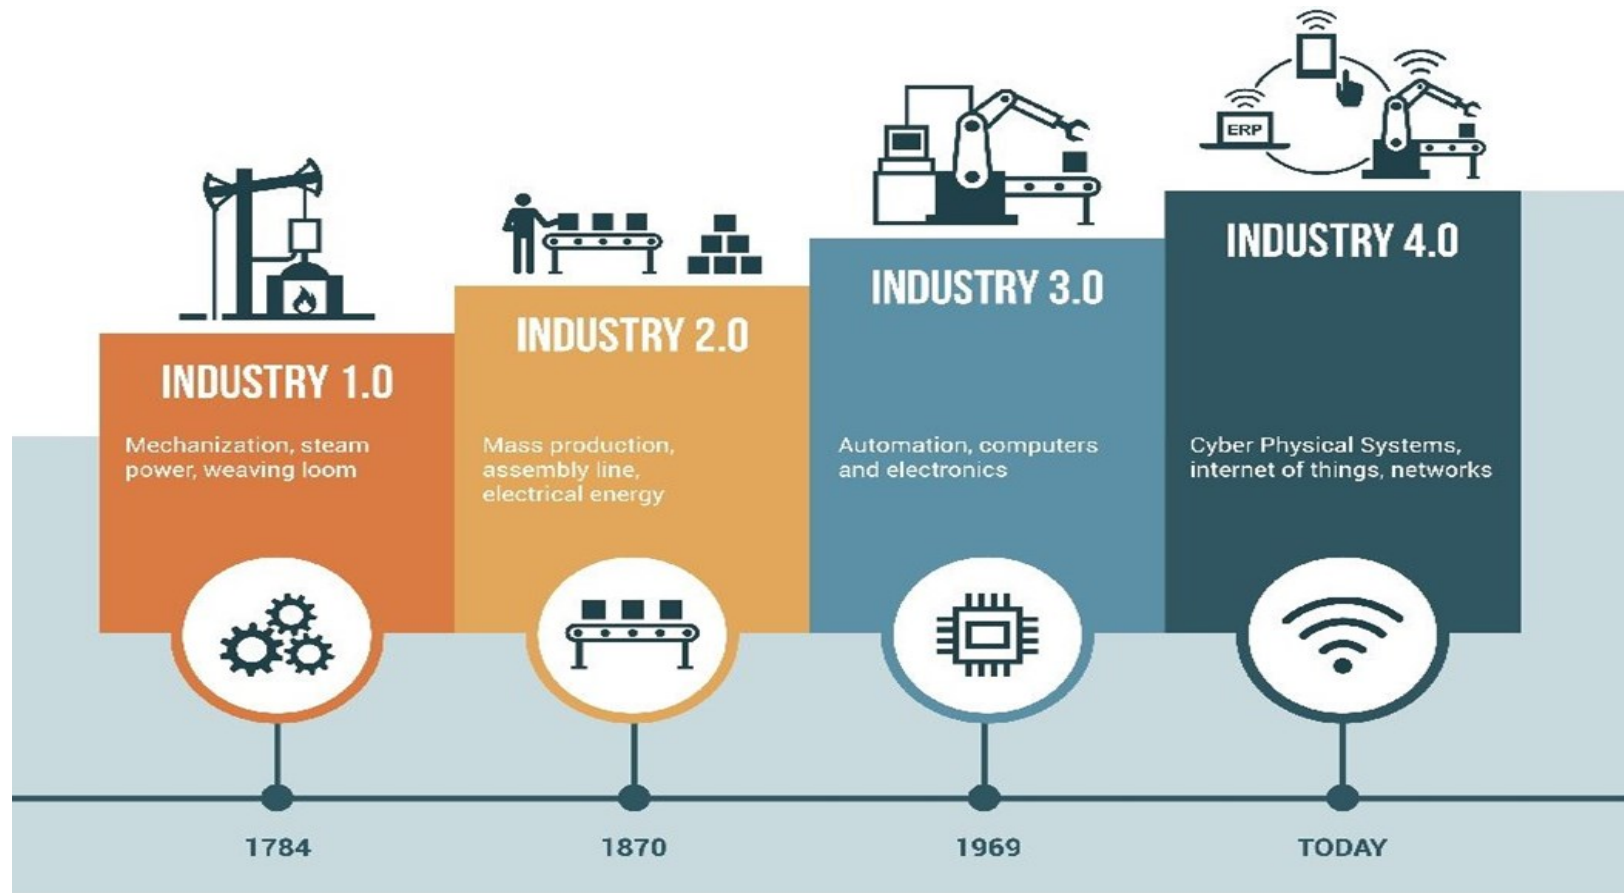 ERP
INDUSTRY 1.0
Mechanization, steam
power, weaving loom
INDUSTRY 2.0
Mass production,
assembly line,
electrical energy
INDUSTRY 3.0
Automation, computers
and electronics
INDUSTRY 4.0
Cyber Physical Systems,
internet of things, networks
1784
1870
1969
TODAY